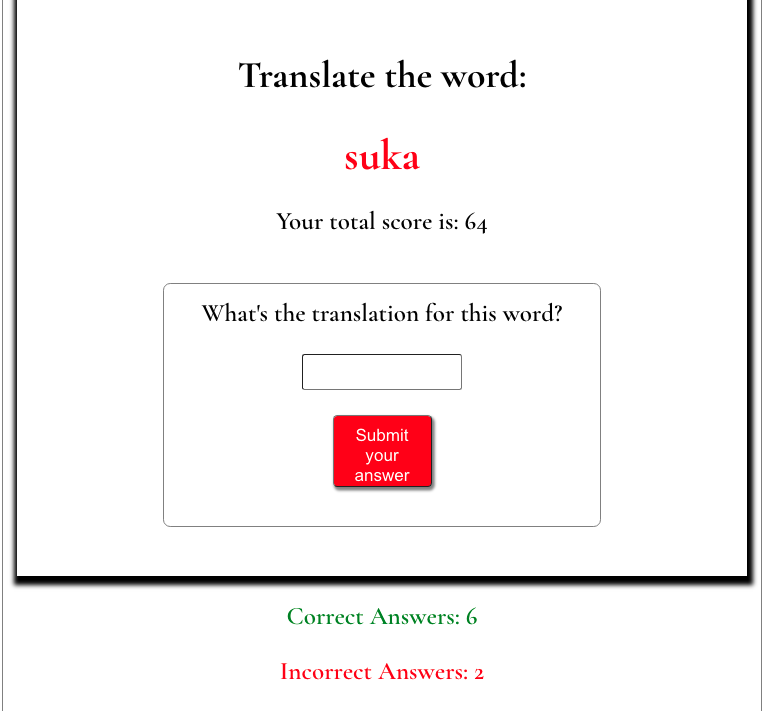 Translate the word:
suka
Your total score is: 64
What's the translation for this word?
Submit
your
answer
Correct Answers: 6
Incorrect Answers: 2